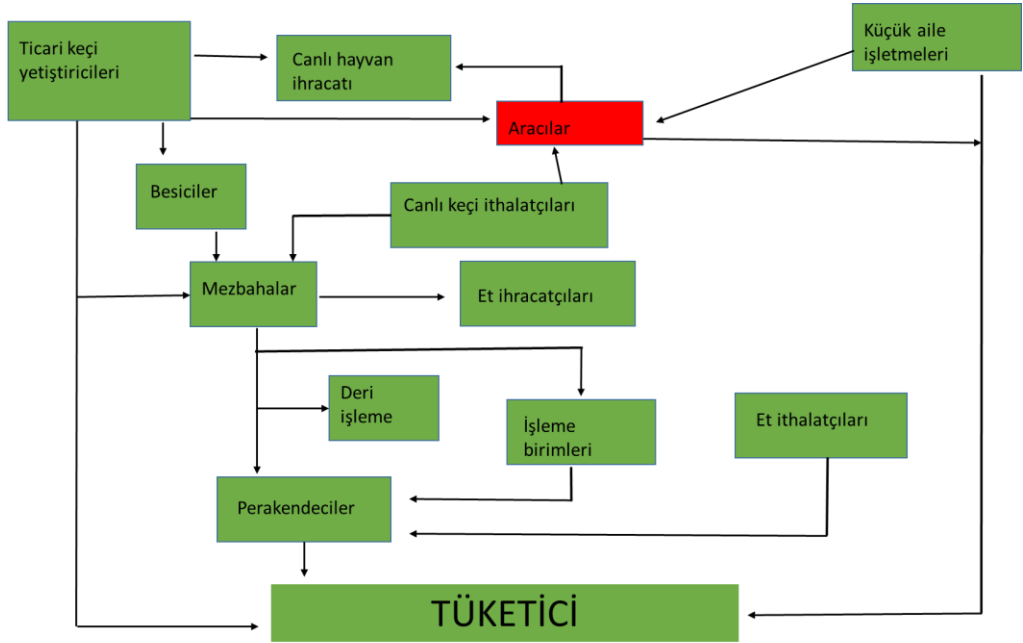 Ticari keçi
yetiştiricileri
Canlı hayvan
ihracatı
Küçük aile
işletmeleri
Aracılar
Besiciler
Canlı keçi ithalatçıları
Mezbahalar
Et ihracatçıları
Deri
işleme
İşleme
birimleri
Et ithalatçıları
Perakendeciler
TÜKETİCİ